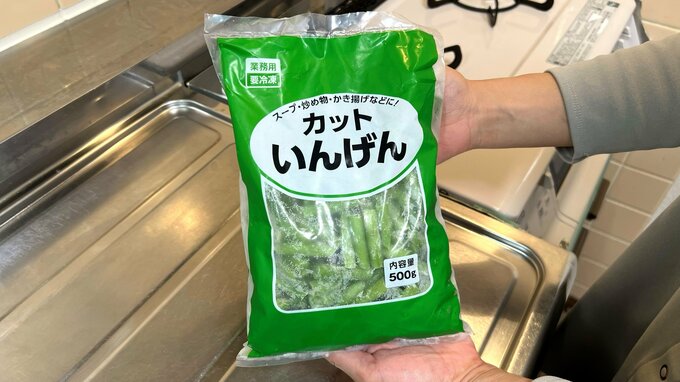 業務用
要冷凍
スープ・炒め物・かき揚げなどに!
カット
いんげん
内容量
500g